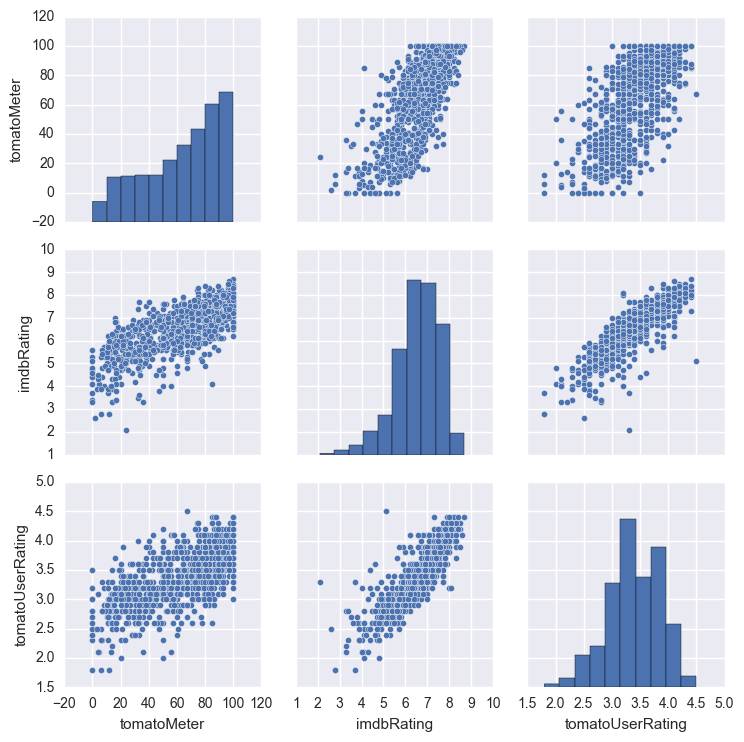 120
100
80
60
40
20
0
−20
tomatoMeter
10
9
8
7
6
5
4
3
2
1
imdbRating
5.0
4.5
4.0
3.5
3.0
2.5
2.0
1.5
tomatoUserRating
−20 0 20 40 60 80 100 120
1 2 3 4 5 6 7 8 9 10
1.5 2.0 2.5 3.0 3.5 4.0 4.5 5.0
tomatoMeter
imdbRating
tomatoUserRating